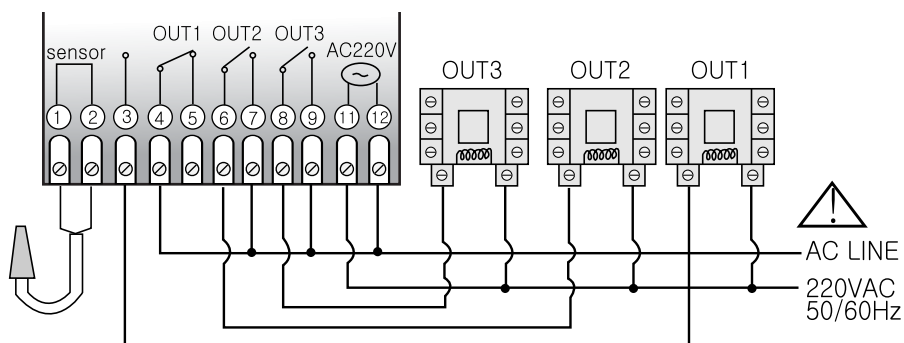 OUT1 OUT2 OUT3
sensor
AC220V
1 2 3 4 5 6 7 8 9 11 12
OUT3
OUT2
OUT1
!
AC LINE
220VAC
50/60Hz